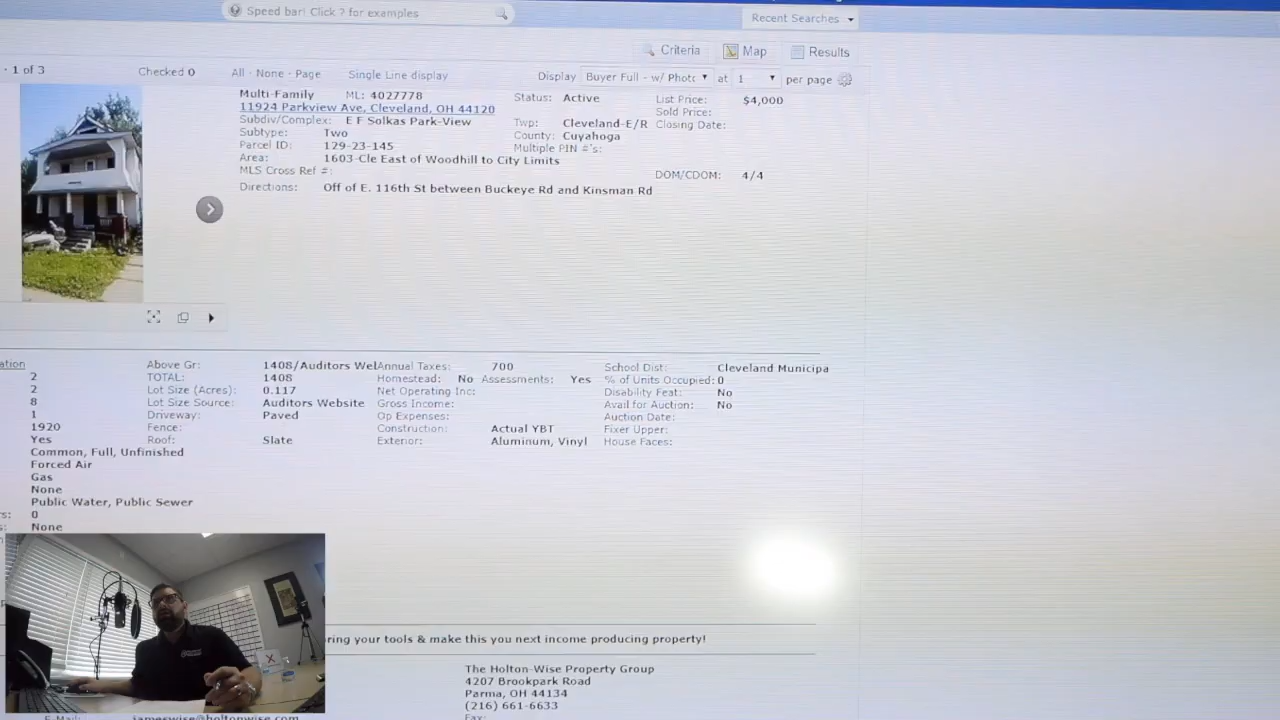 Speed bar! Click ? for examples
Recent Searches
Criteria Map Results
1 of 3 Checked 0 All · None · Page Single Line display Display Buyer Full - w/ Photo at 1 per page
Multi-Family ML: 4027778 Status: Active List Price: $4,000
11924 Parkview Ave, Cleveland, OH 44120 Sold Price:
Subdiv/Complex: E F Solkas Park-View Twp: Cleveland-E/R Closing Date:
Subtype: Two County: Cuyahoga
Parcel ID: 129-23-145 Multiple PIN #'s:
Area: 1603-Cle East of Woodhill to City Limits
MLS Cross Ref #: DOM/CDOM: 4/4
Directions: Off of E. 116th St between Buckeye Rd and Kinsman Rd
ation Above Gr: 1408/Auditors Wel Annual Taxes: 700 School Dist: Cleveland Municipa
2 TOTAL: 1408 Homestead: No Assessments: Yes % of Units Occupied: 0
2 Lot Size (Acres): 0.117 Net Operating Inc: Disability Feat: No
8 Lot Size Source: Auditors Website Gross Income: Avail for Auction: No
1 Driveway: Paved Op Expenses: Auction Date:
1920 Fence: Construction: Actual YBT Fixer Upper:
Yes Roof: Slate Exterior: Aluminum, Vinyl House Faces:
Common, Full, Unfinished
Forced Air
Gas
None
Public Water, Public Sewer
rs: 0
s: None
ring your tools & make this you next income producing property!
The Holton-Wise Property Group
4207 Brookpark Road
Parma, OH 44134
(216) 661-6633
E-Mail: jameswise@holtonwise.com Fax: